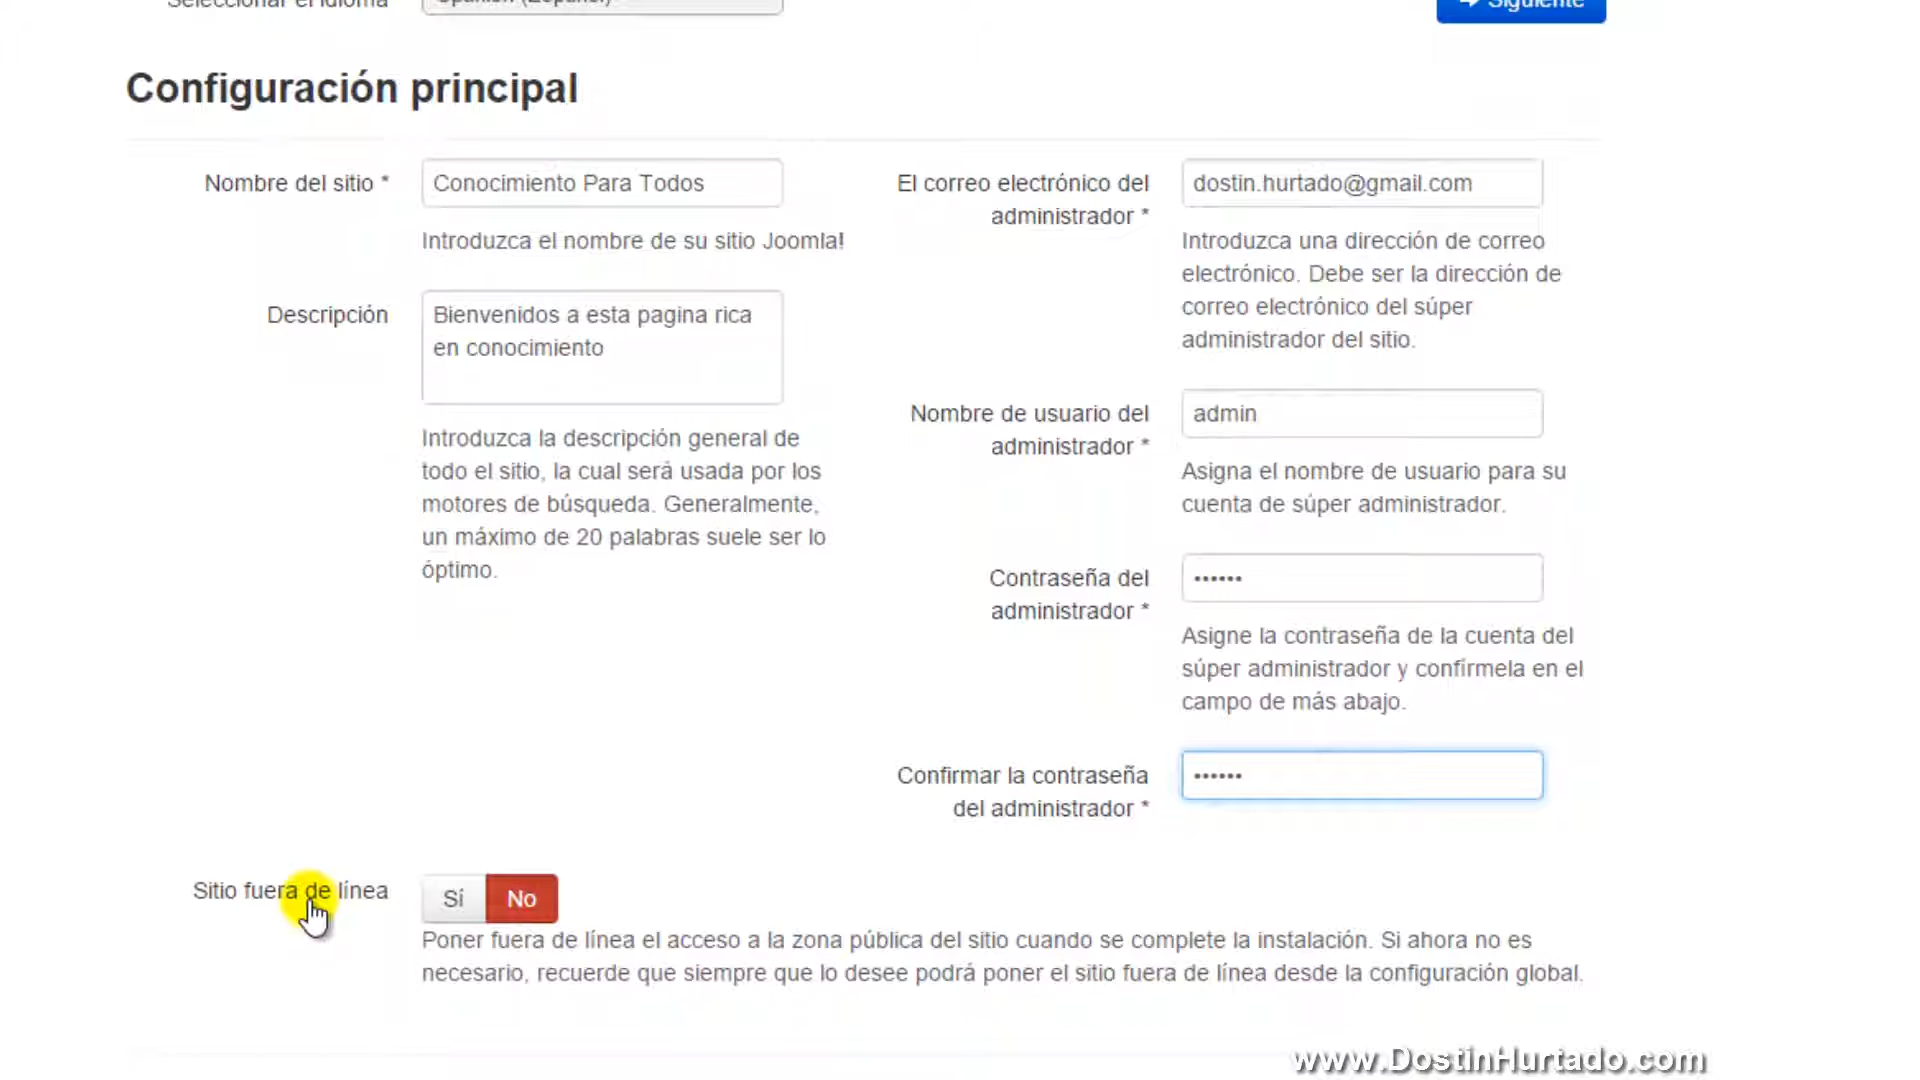 Seleccionar el idioma
Spanish (Español)
Siguiente
Configuración principal
Nombre del sitio *
Conocimiento Para Todos
Introduzca el nombre de su sitio Joomla!
Descripción
Bienvenidos a esta pagina rica
en conocimiento
Introduzca la descripción general de
todo el sitio, la cual será usada por los
motores de búsqueda. Generalmente,
un máximo de 20 palabras suele ser lo
óptimo.
El correo electrónico del
administrador *
dostin.hurtado@gmail.com
Introduzca una dirección de correo
electrónico. Debe ser la dirección de
correo electrónico del súper
administrador del sitio.
Nombre de usuario del
administrador *
admin
Asigna el nombre de usuario para su
cuenta de súper administrador.
Contraseña del
administrador *
••••••
Asigne la contraseña de la cuenta del
súper administrador y confírmela en el
campo de más abajo.
Confirmar la contraseña
del administrador *
••••••
Sitio fuera de línea
Sí
No
Poner fuera de línea el acceso a la zona pública del sitio cuando se complete la instalación. Si ahora no es
necesario, recuerde que siempre que lo desee podrá poner el sitio fuera de línea desde la configuración global.
www.DostinHurtado.com